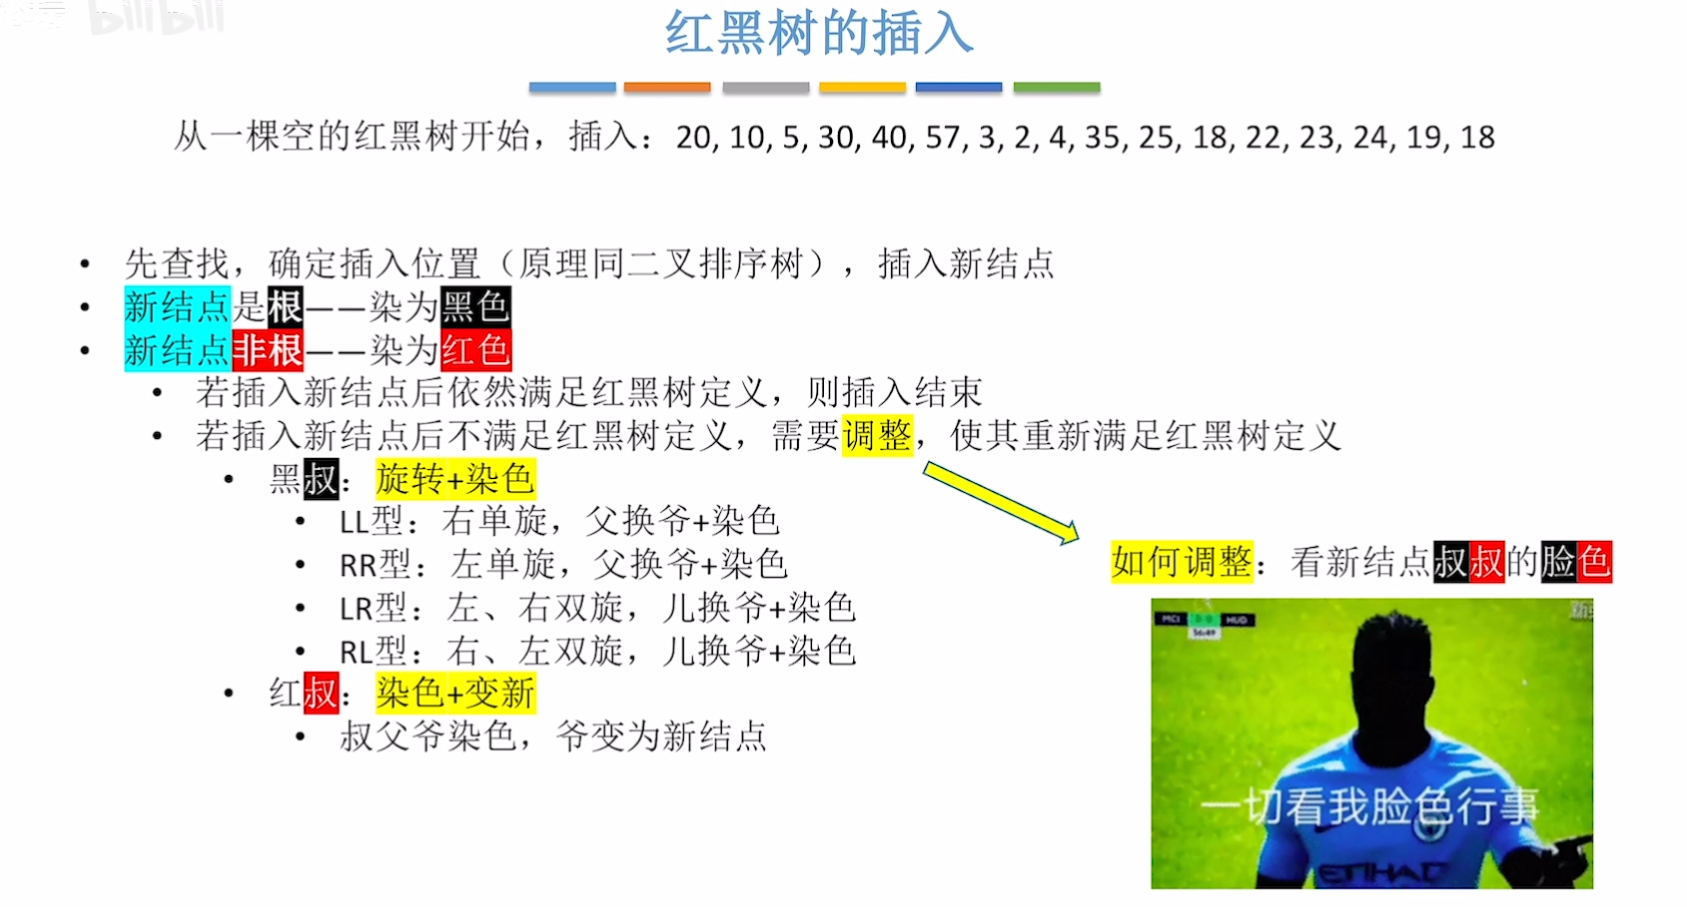 bilibili
红黑树的插入
从一棵空的红黑树开始，插入：20, 10, 5, 30, 40, 57, 3, 2, 4, 35, 25, 18, 22, 23, 24, 19, 18
• 先查找，确定插入位置（原理同二叉排序树），插入新结点
• 新结点是根——染为黑色
• 新结点非根——染为红色
• 若插入新结点后依然满足红黑树定义，则插入结束
• 若插入新结点后不满足红黑树定义，需要调整，使其重新满足红黑树定义
• 黑叔：旋转+染色
• LL型：右单旋，父换爷+染色
• RR型：左单旋，父换爷+染色
• LR型：左、右双旋，儿换爷+染色
• RL型：右、左双旋，儿换爷+染色
• 红叔：染色+变新
• 叔父爷染色，爷变为新结点
如何调整：看新结点叔叔的脸色
MCI 0 0 HUD
56:49
一切看我脸色行事
ETIHAD